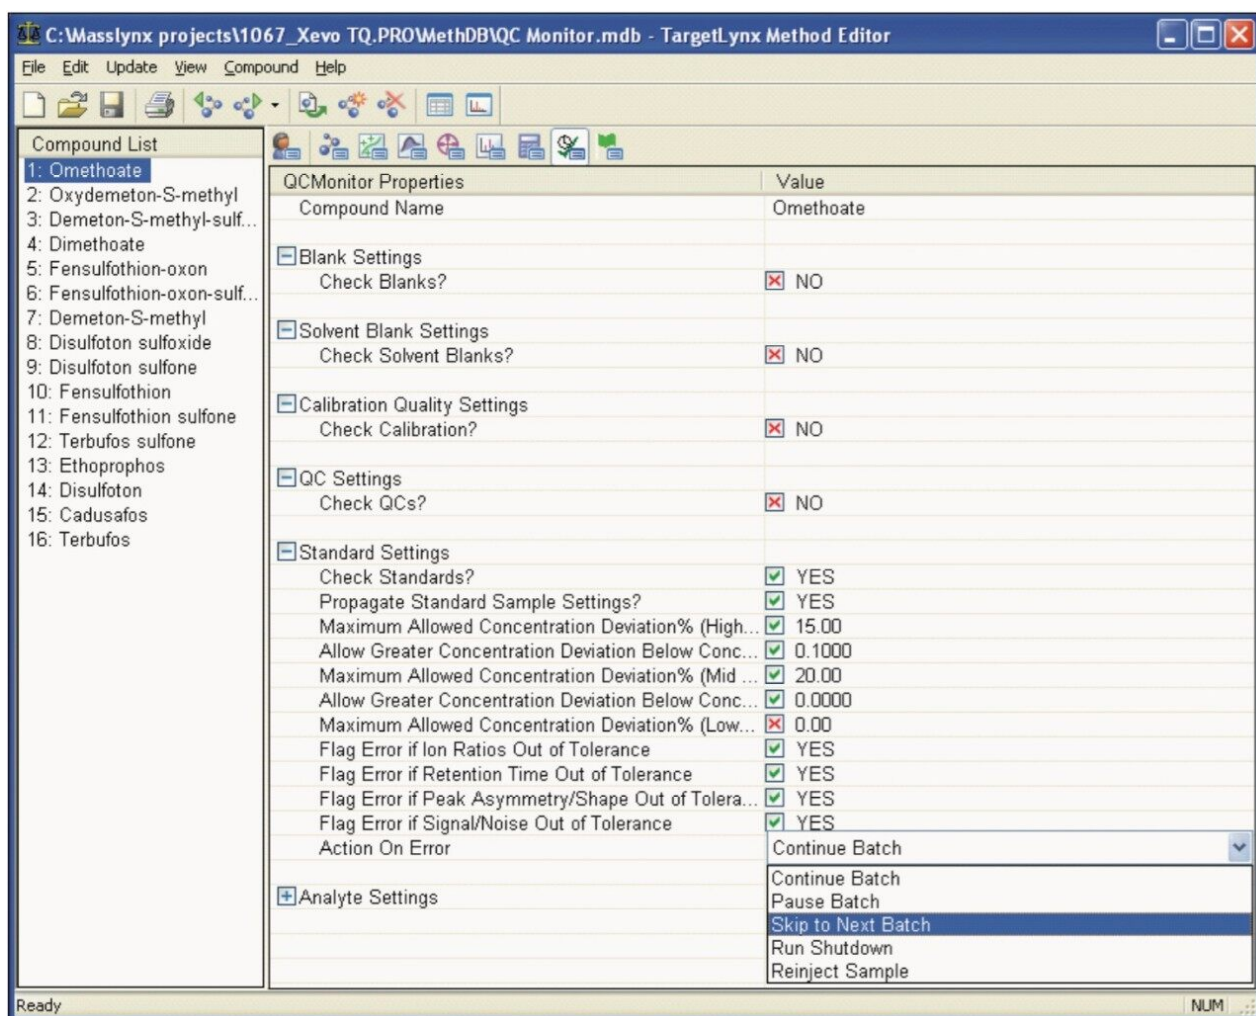 C:\Masslynx projects\1067_Xevo TQ.PRO\MethDB\QC Monitor.mdb - TargetLynx Method Editor
File Edit Update View Compound Help
Compound List
1: Omethoate
2: Oxydemeton-S-methyl
3: Demeton-S-methyl-sulf...
4: Dimethoate
5: Fensulfothion-oxon
6: Fensulfothion-oxon-sulf...
7: Demeton-S-methyl
8: Disulfoton sulfoxide
9: Disulfoton sulfone
10: Fensulfothion
11: Fensulfothion sulfone
12: Terbufos sulfone
13: Ethoprophos
14: Disulfoton
15: Cadusafos
16: Terbufos
QCMonitor Properties Value
Compound Name Omethoate
Blank Settings
Check Blanks? NO
Solvent Blank Settings
Check Solvent Blanks? NO
Calibration Quality Settings
Check Calibration? NO
QC Settings
Check QCs? NO
Standard Settings
Check Standards? YES
Propagate Standard Sample Settings? YES
Maximum Allowed Concentration Deviation% (High... 15.00
Allow Greater Concentration Deviation Below Conc... 0.1000
Maximum Allowed Concentration Deviation% (Mid ... 20.00
Allow Greater Concentration Deviation Below Conc... 0.0000
Maximum Allowed Concentration Deviation% (Low... 0.00
Flag Error if Ion Ratios Out of Tolerance YES
Flag Error if Retention Time Out of Tolerance YES
Flag Error if Peak Asymmetry/Shape Out of Tolera... YES
Flag Error if Signal/Noise Out of Tolerance YES
Action On Error Continue Batch
Continue Batch
Pause Batch
Skip to Next Batch
Run Shutdown
Reinject Sample
Analyte Settings
Ready NUM